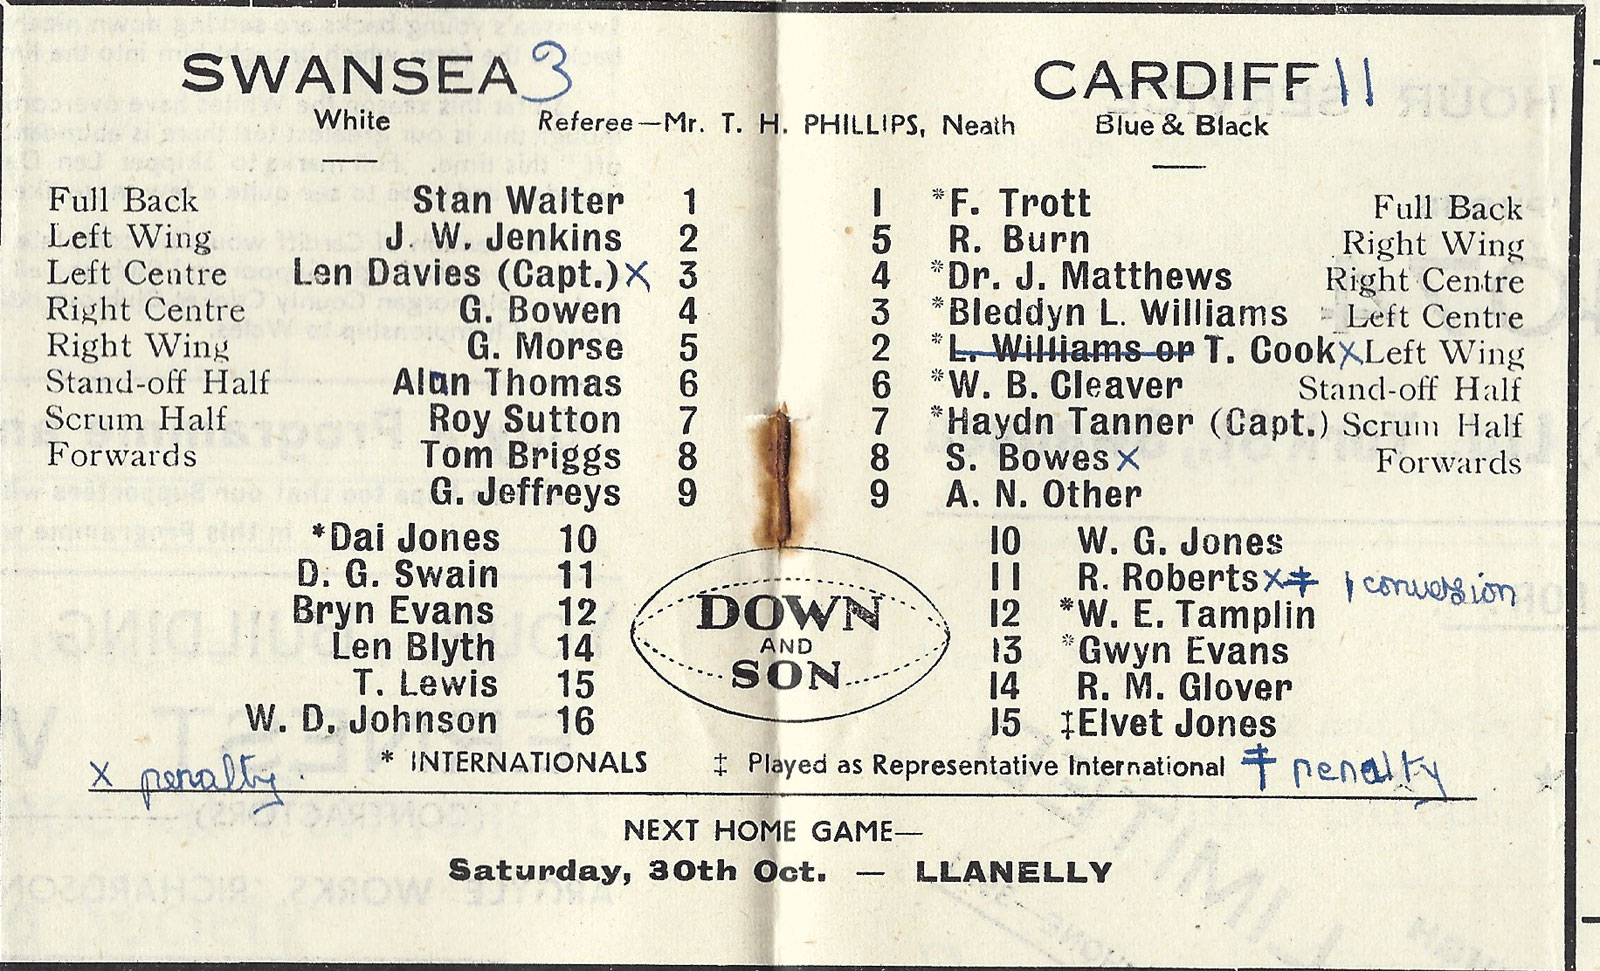 SWANSEA 3 CARDIFF 11
White Referee—Mr. T. H. PHILLIPS, Neath Blue & Black
Full Back Stan Walter 1 1 *F. Trott Full Back
Left Wing J. W. Jenkins 2 5 R. Burn Right Wing
Left Centre Len Davies (Capt.) x 3 4 *Dr. J. Matthews Right Centre
Right Centre G. Bowen 4 3 *Bleddyn L. Williams Left Centre
Right Wing G. Morse 5 2 *L. Williams or T. Cook x Left Wing
Stand-off Half Alun Thomas 6 6 *W. B. Cleaver Stand-off Half
Scrum Half Roy Sutton 7 7 *Haydn Tanner (Capt.) Scrum Half
Forwards Tom Briggs 8 8 S. Bowes x Forwards
G. Jeffreys 9 9 A. N. Other
*Dai Jones 10 10 W. G. Jones
D. G. Swain 11 11 R. Roberts x ‡ 1 conversion
Bryn Evans 12 12 *W. E. Tamplin
Len Blyth 14 13 *Gwyn Evans
T. Lewis 15 14 R. M. Glover
W. D. Johnson 16 15 ‡Elvet Jones
DOWN
AND
SON
* INTERNATIONALS ‡ Played as Representative International ‡ penalty
x penalty.
NEXT HOME GAME—
Saturday, 30th Oct. — LLANELLY